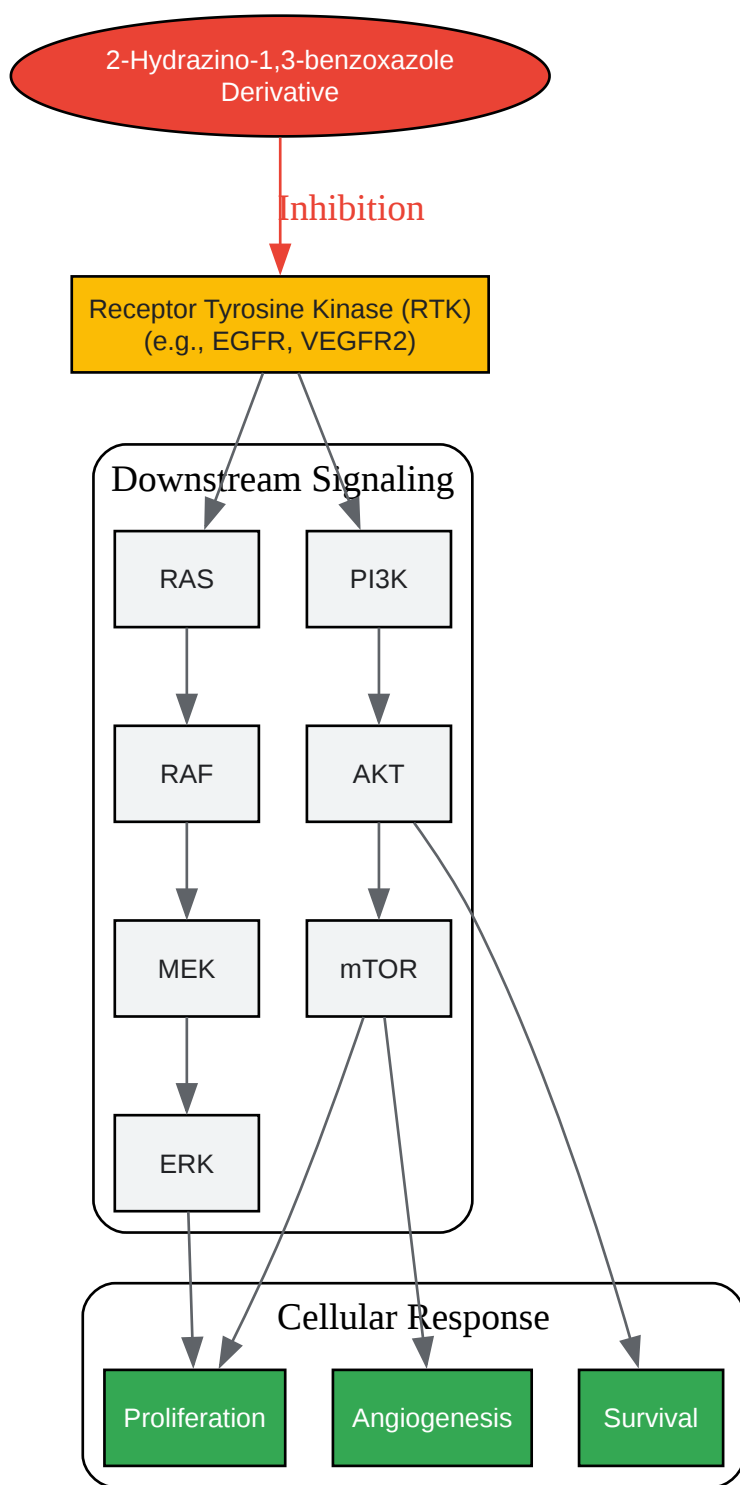 2-Hydrazino-1,3-benzoxazole
Derivative
Inhibition
Receptor Tyrosine Kinase (RTK)
(e.g., EGFR, VEGFR2)
Downstream Signaling
RAS
PI3K
RAF
AKT
MEK
mTOR
ERK
Cellular Response
Proliferation
Angiogenesis
Survival